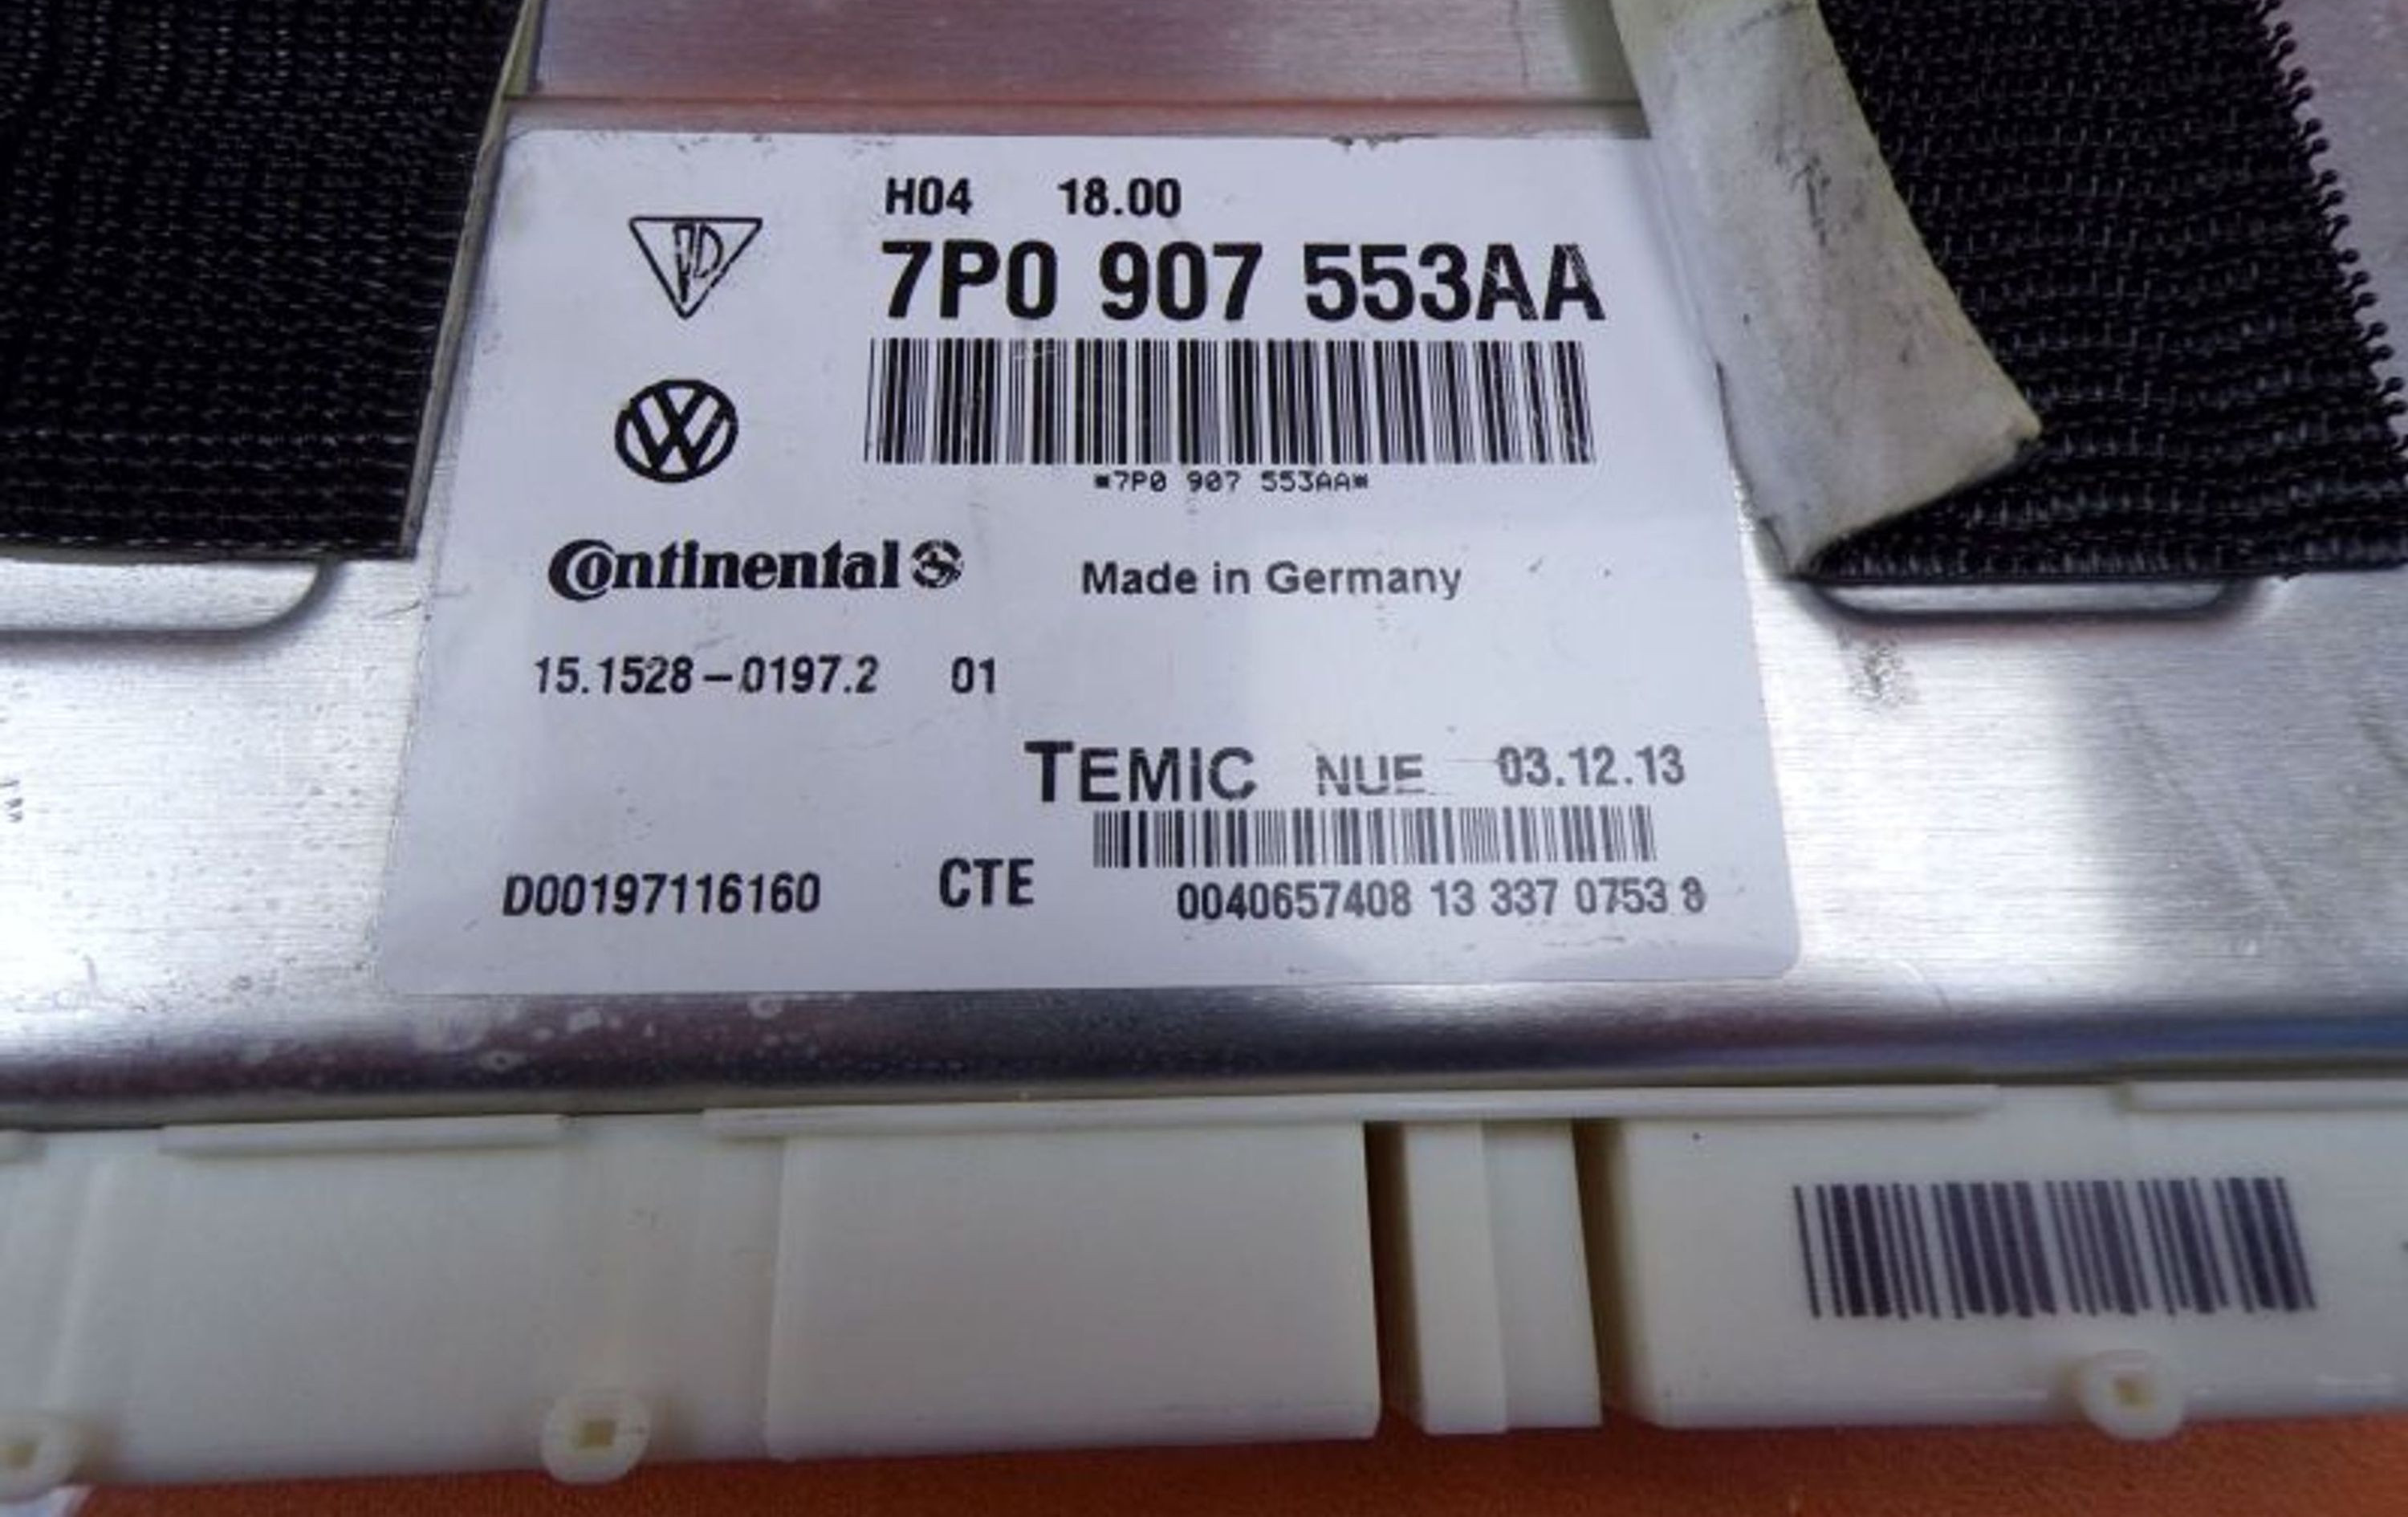 H04 18.00
PD
7P0 907 553AA
*7P0 907 553AA*
Continental
Made in Germany
15.1528-0197.2 01
TEMIC NUE 03.12.13
D00197116160 CTE
0040657408 13 337 0753 8